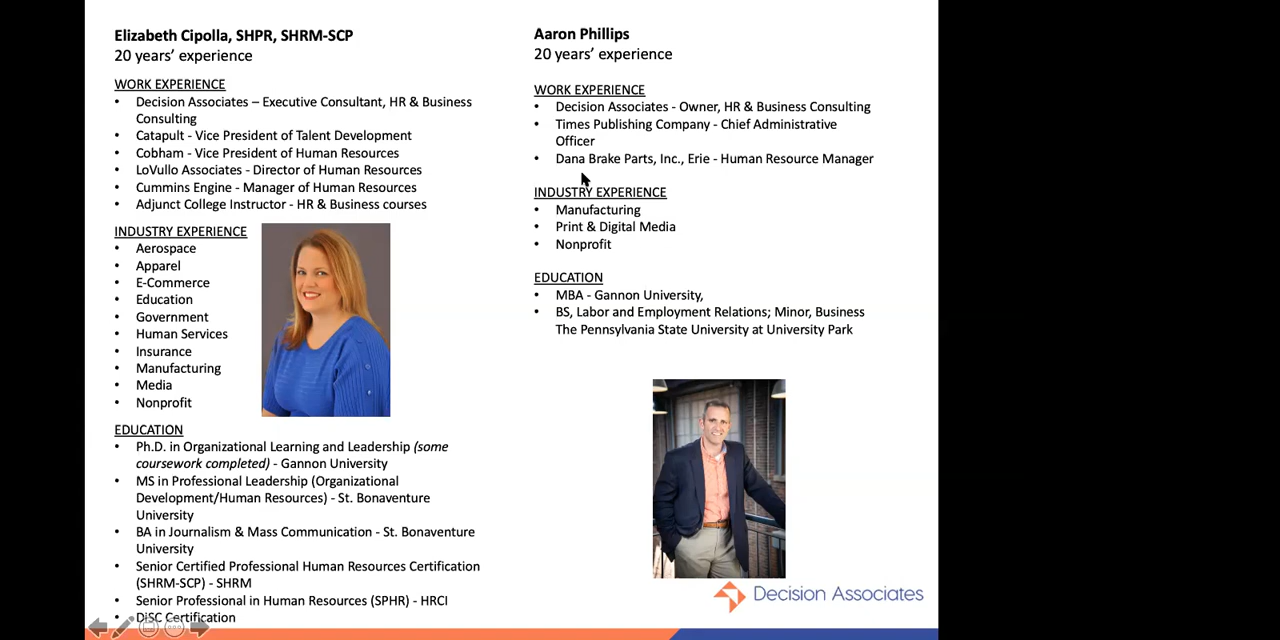 Elizabeth Cipolla, SHPR, SHRM-SCP
20 years’ experience
WORK EXPERIENCE
• Decision Associates – Executive Consultant, HR & Business
Consulting
• Catapult - Vice President of Talent Development
• Cobham - Vice President of Human Resources
• LoVullo Associates - Director of Human Resources
• Cummins Engine - Manager of Human Resources
• Adjunct College Instructor - HR & Business courses
INDUSTRY EXPERIENCE
• Aerospace
• Apparel
• E-Commerce
• Education
• Government
• Human Services
• Insurance
• Manufacturing
• Media
• Nonprofit
EDUCATION
• Ph.D. in Organizational Learning and Leadership (some
coursework completed) - Gannon University
• MS in Professional Leadership (Organizational
Development/Human Resources) - St. Bonaventure
University
• BA in Journalism & Mass Communication - St. Bonaventure
University
• Senior Certified Professional Human Resources Certification
(SHRM-SCP) - SHRM
• Senior Professional in Human Resources (SPHR) - HRCI
• DiSC Certification
Aaron Phillips
20 years’ experience
WORK EXPERIENCE
• Decision Associates - Owner, HR & Business Consulting
• Times Publishing Company - Chief Administrative
Officer
• Dana Brake Parts, Inc., Erie - Human Resource Manager
INDUSTRY EXPERIENCE
• Manufacturing
• Print & Digital Media
• Nonprofit
EDUCATION
• MBA - Gannon University,
• BS, Labor and Employment Relations; Minor, Business
The Pennsylvania State University at University Park
Decision Associates